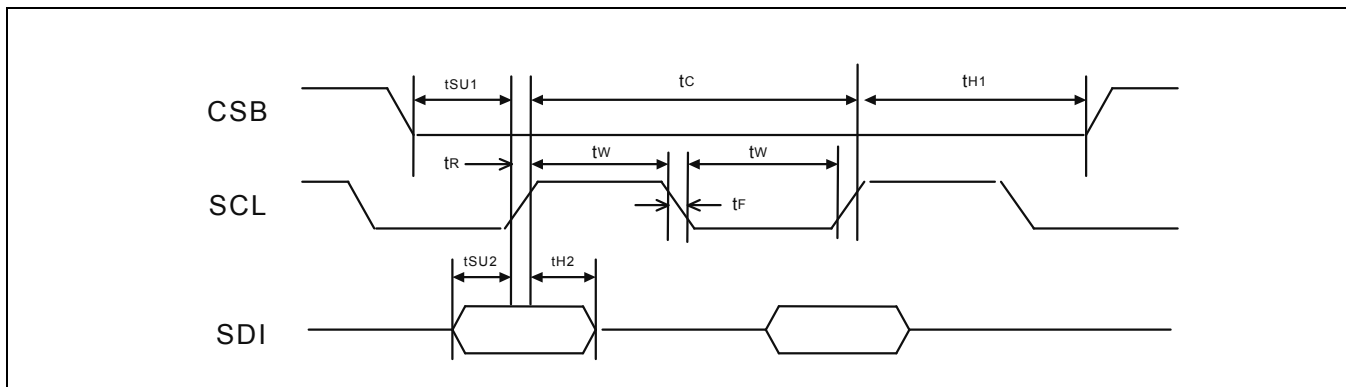 tSU1
tC
tH1
CSB
tR
tW
tW
SCL
tF
tSU2
tH2
SDI